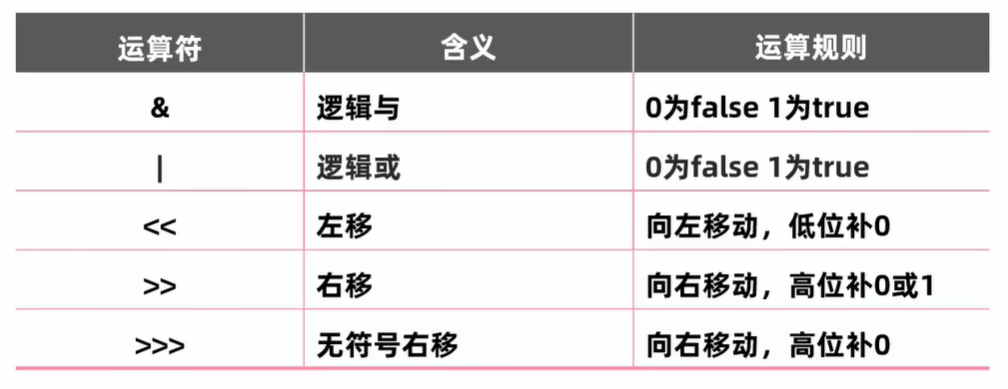 运算符 含义 运算规则
& 逻辑与 0为false 1为true
| 逻辑或 0为false 1为true
<< 左移 向左移动，低位补0
>> 右移 向右移动，高位补0或1
>>> 无符号右移 向右移动，高位补0